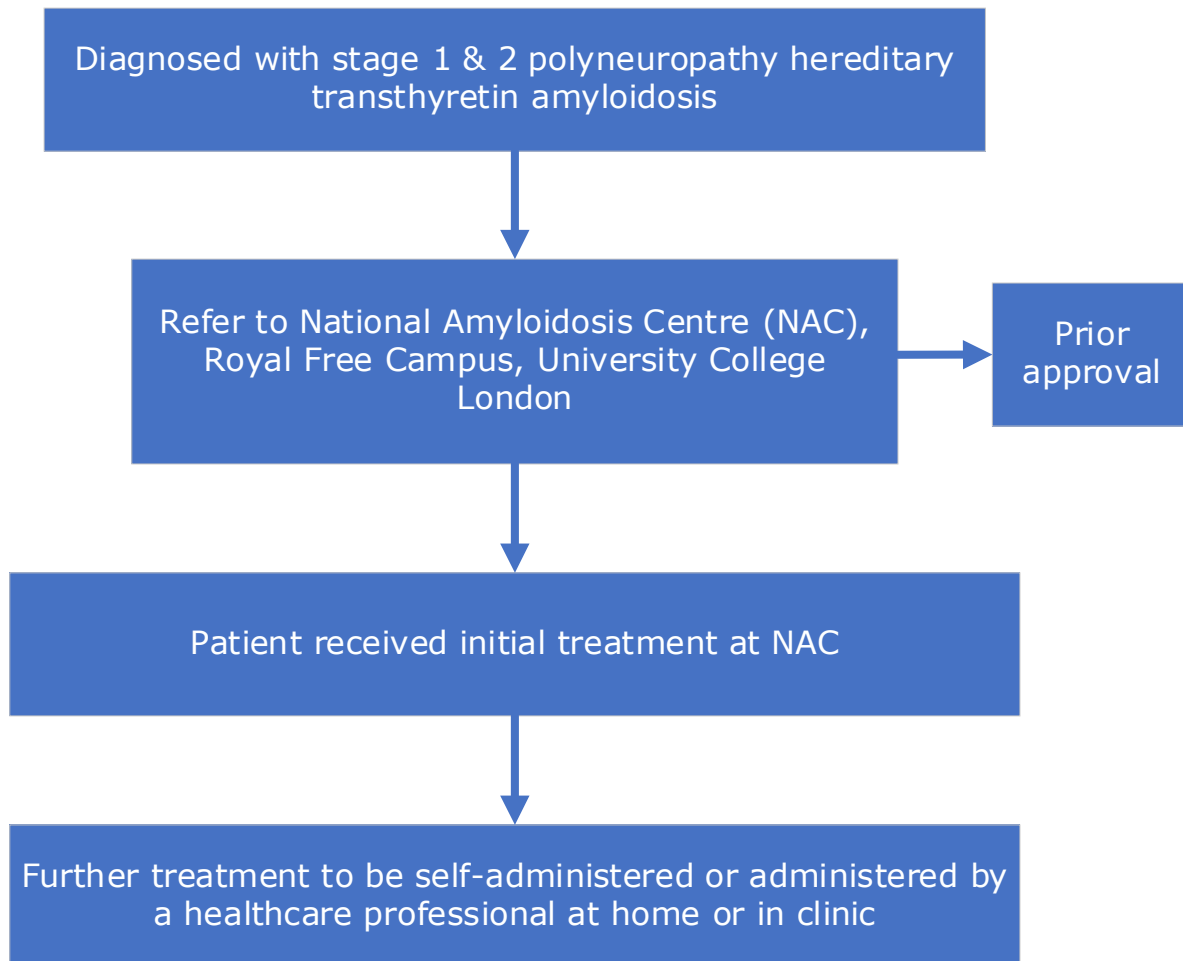 Diagnosed with stage 1 & 2 polyneuropathy hereditary
transthyretin amyloidosis
Refer to National Amyloidosis Centre (NAC),
Royal Free Campus, University College
London
Prior
approval
Patient received initial treatment at NAC
Further treatment to be self-administered or administered by
a healthcare professional at home or in clinic